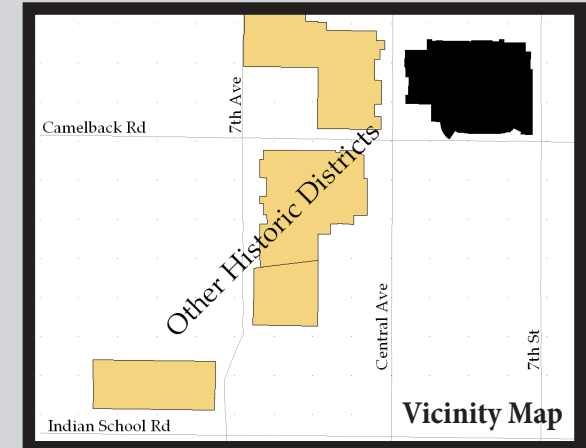 7th Ave
Camelback Rd
Other Historic Districts
Central Ave
7th St
Vicinity Map
Indian School Rd